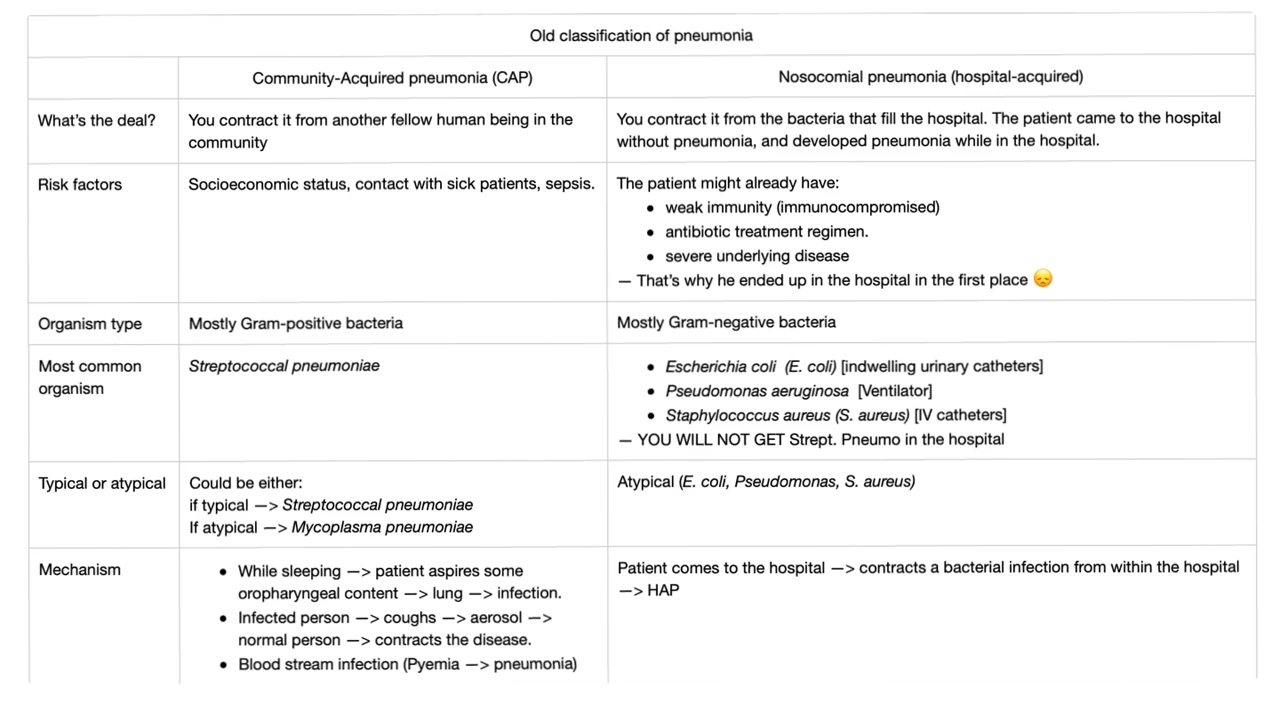 Old classification of pneumonia
Community-Acquired pneumonia (CAP)
Nosocomial pneumonia (hospital-acquired)
What's the deal?
You contract it from another fellow human being in the
community
You contract it from the bacteria that fill the hospital. The patient came to the hospital
without pneumonia, and developed pneumonia while in the hospital.
Risk factors
Socioeconomic status, contact with sick patients, sepsis.
The patient might already have:
• weak immunity (immunocompromised)
• antibiotic treatment regimen.
• severe underlying disease
— That's why he ended up in the hospital in the first place 😞
Organism type
Mostly Gram-positive bacteria
Mostly Gram-negative bacteria
Most common
organism
Streptococcal pneumoniae
• Escherichia coli (E. coli) [indwelling urinary catheters]
• Pseudomonas aeruginosa [Ventilator]
• Staphylococcus aureus (S. aureus) [IV catheters]
— YOU WILL NOT GET Strept. Pneumo in the hospital
Typical or atypical
Could be either:
if typical —> Streptococcal pneumoniae
If atypical —> Mycoplasma pneumoniae
Atypical (E. coli, Pseudomonas, S. aureus)
Mechanism
• While sleeping —> patient aspires some
oropharyngeal content —> lung —> infection.
• Infected person —> coughs —> aerosol —>
normal person —> contracts the disease.
• Blood stream infection (Pyemia —> pneumonia)
Patient comes to the hospital —> contracts a bacterial infection from within the hospital
—> HAP